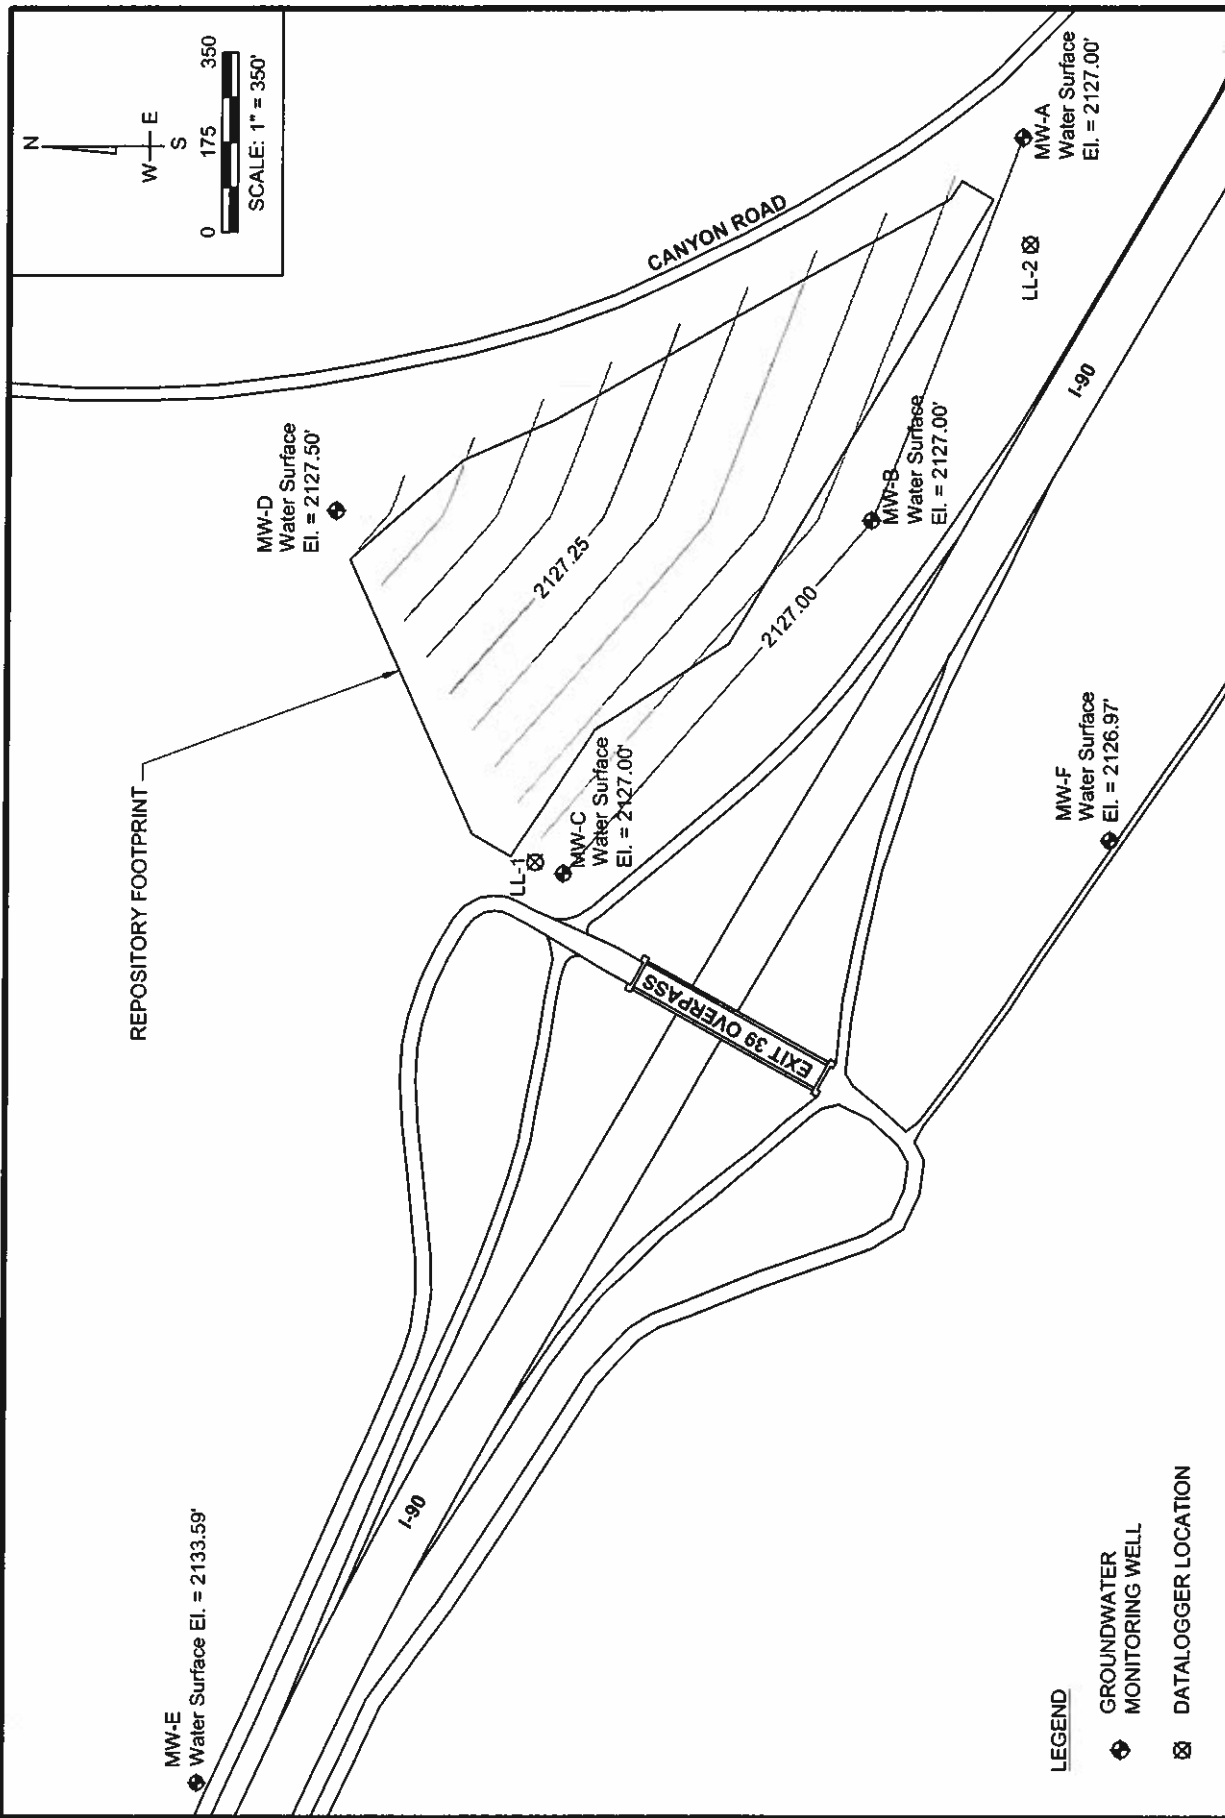 MW-E
Water Surface El. = 2133.59'
REPOSITORY FOOTPRINT
MW-D
Water Surface
El. = 2127.50'
N
W
E
S
0
175
350
SCALE: 1" = 350'
CANYON ROAD
2127.25
2127.00
LL-1
MW-C
Water Surface
El. = 2127.00'
MW-B
Water Surface
El. = 2127.00'
LL-2
MW-A
Water Surface
El. = 2127.00'
I-90
I-90
EXIT 39 OVERPASS
MW-F
Water Surface
El. = 2126.97'
LEGEND
GROUNDWATER
MONITORING WELL
DATALOGGER LOCATION